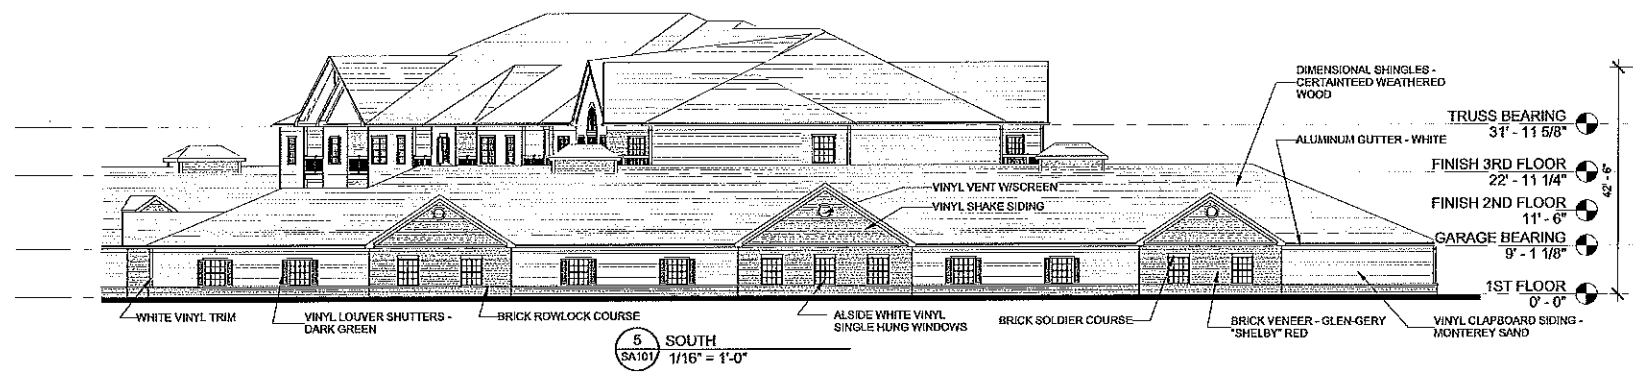 DIMENSIONAL SHINGLES -
CERTAINTEED WEATHERED
WOOD
TRUSS BEARING
31' - 11 5/8"
ALUMINUM GUTTER - WHITE
FINISH 3RD FLOOR
22' - 11 1/4"
42' - 6"
VINYL VENT W/SCREEN
VINYL SHAKE SIDING
FINISH 2ND FLOOR
11' - 6"
GARAGE BEARING
9' - 1 1/8"
1ST FLOOR
0' - 0"
WHITE VINYL TRIM
VINYL LOUVER SHUTTERS -
DARK GREEN
BRICK ROWLOCK COURSE
ALSIDE WHITE VINYL
SINGLE HUNG WINDOWS
BRICK SOLDIER COURSE
BRICK VENEER - GLEN-GERY
"SHELBY" RED
VINYL CLAPBOARD SIDING -
MONTEREY SAND
5
SA101
SOUTH
1/16" = 1'-0"